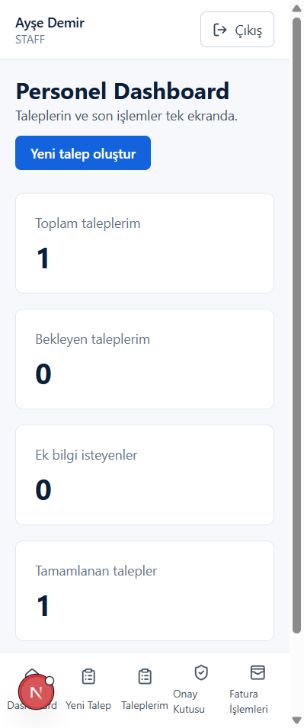 Ayşe Demir
STAFF
Çıkış
Personel Dashboard
Taleplerin ve son işlemler tek ekranda.
Yeni talep oluştur
Toplam taleplerim
1
Bekleyen taleplerim
0
Ek bilgi isteyenler
0
Tamamlanan talepler
1
N
Yeni Talep
Taleplerim
Onay
Kutusu
Fatura
İşlemleri